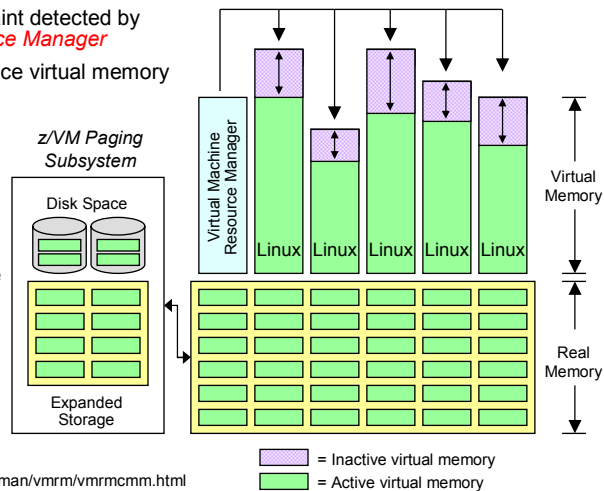 aint detected by
ce Manager
ce virtual memory
z/VM Paging
Subsystem
Disk Space
Expanded
Storage
Virtual Machine
Resource Manager
Linux
Linux
Linux
Linux
Linux
Virtual
Memory
Real
Memory
= Inactive virtual memory
= Active virtual memory
man/vmrm/vmrmcmm.html